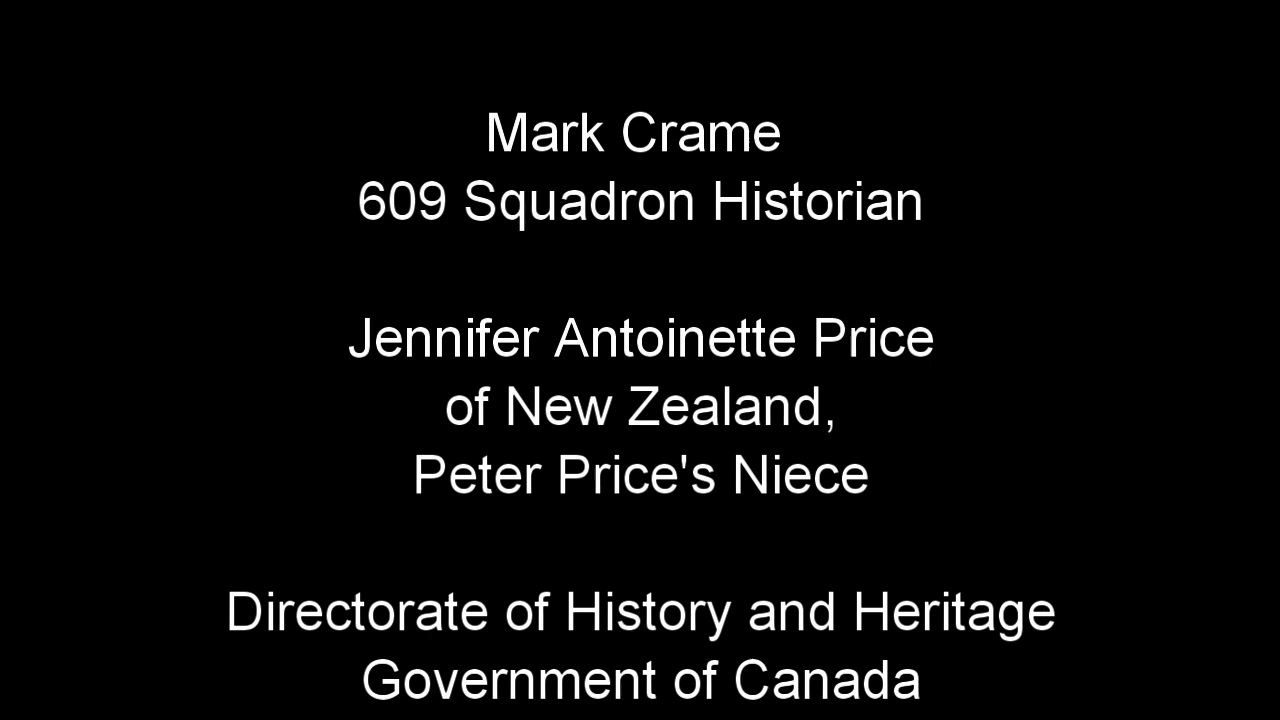 Mark Crame
609 Squadron Historian
Jennifer Antoinette Price
of New Zealand,
Peter Price's Niece
Directorate of History and Heritage
Government of Canada